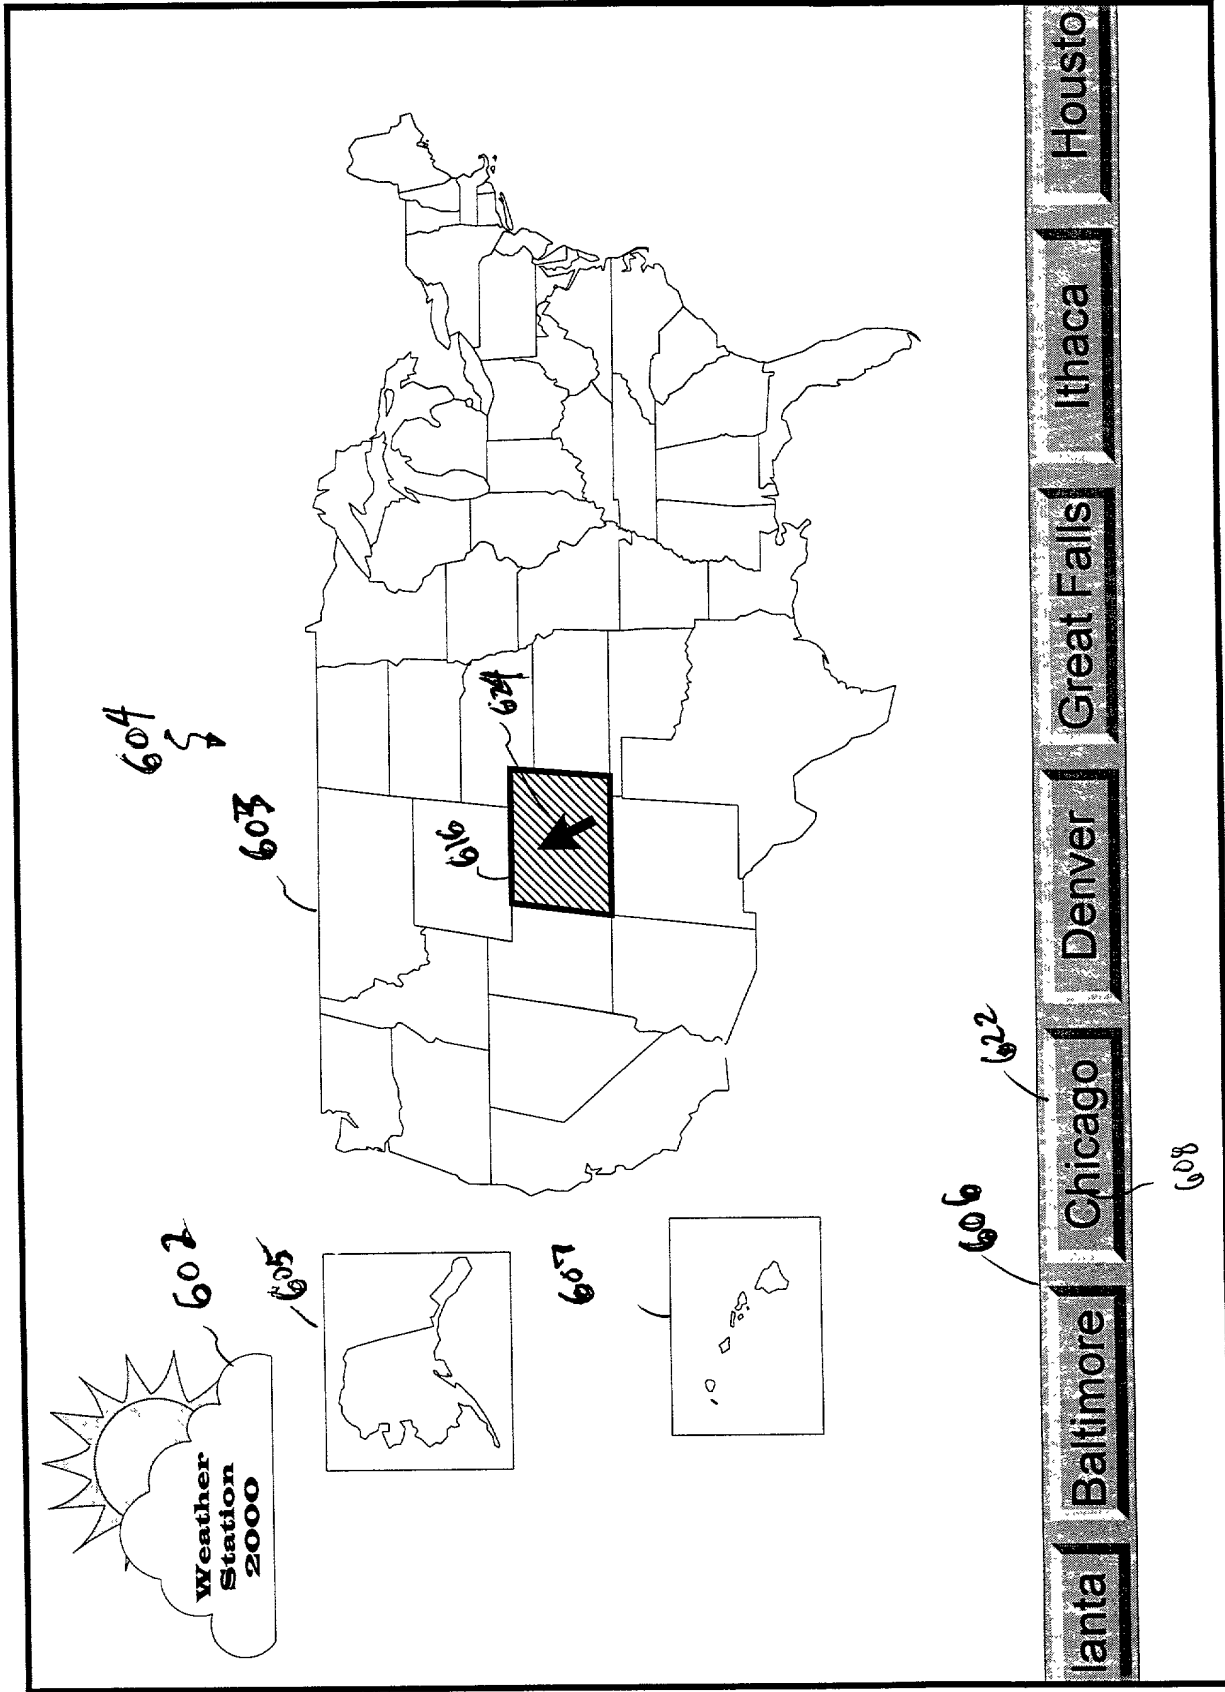 Weather
Station
2000
602
604
603
605
616
624
607
606
622
lanta
Baltimore
Chicago
Denver
Great Falls
Ithaca
Housto
608